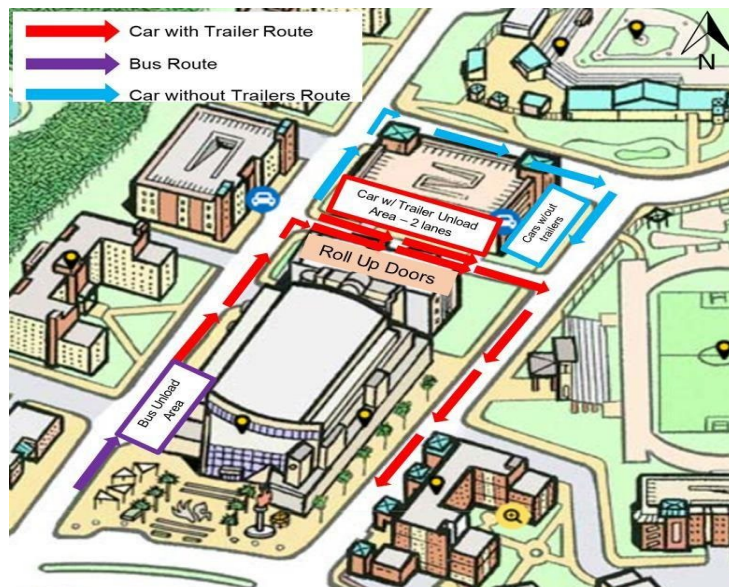 Car with Trailer Route
Bus Route
Car without Trailers Route
N
Car w/ Trailer Unload
Area – 2 lanes
Cars w/out
trailers
Roll Up Doors
Bus Unload
Area